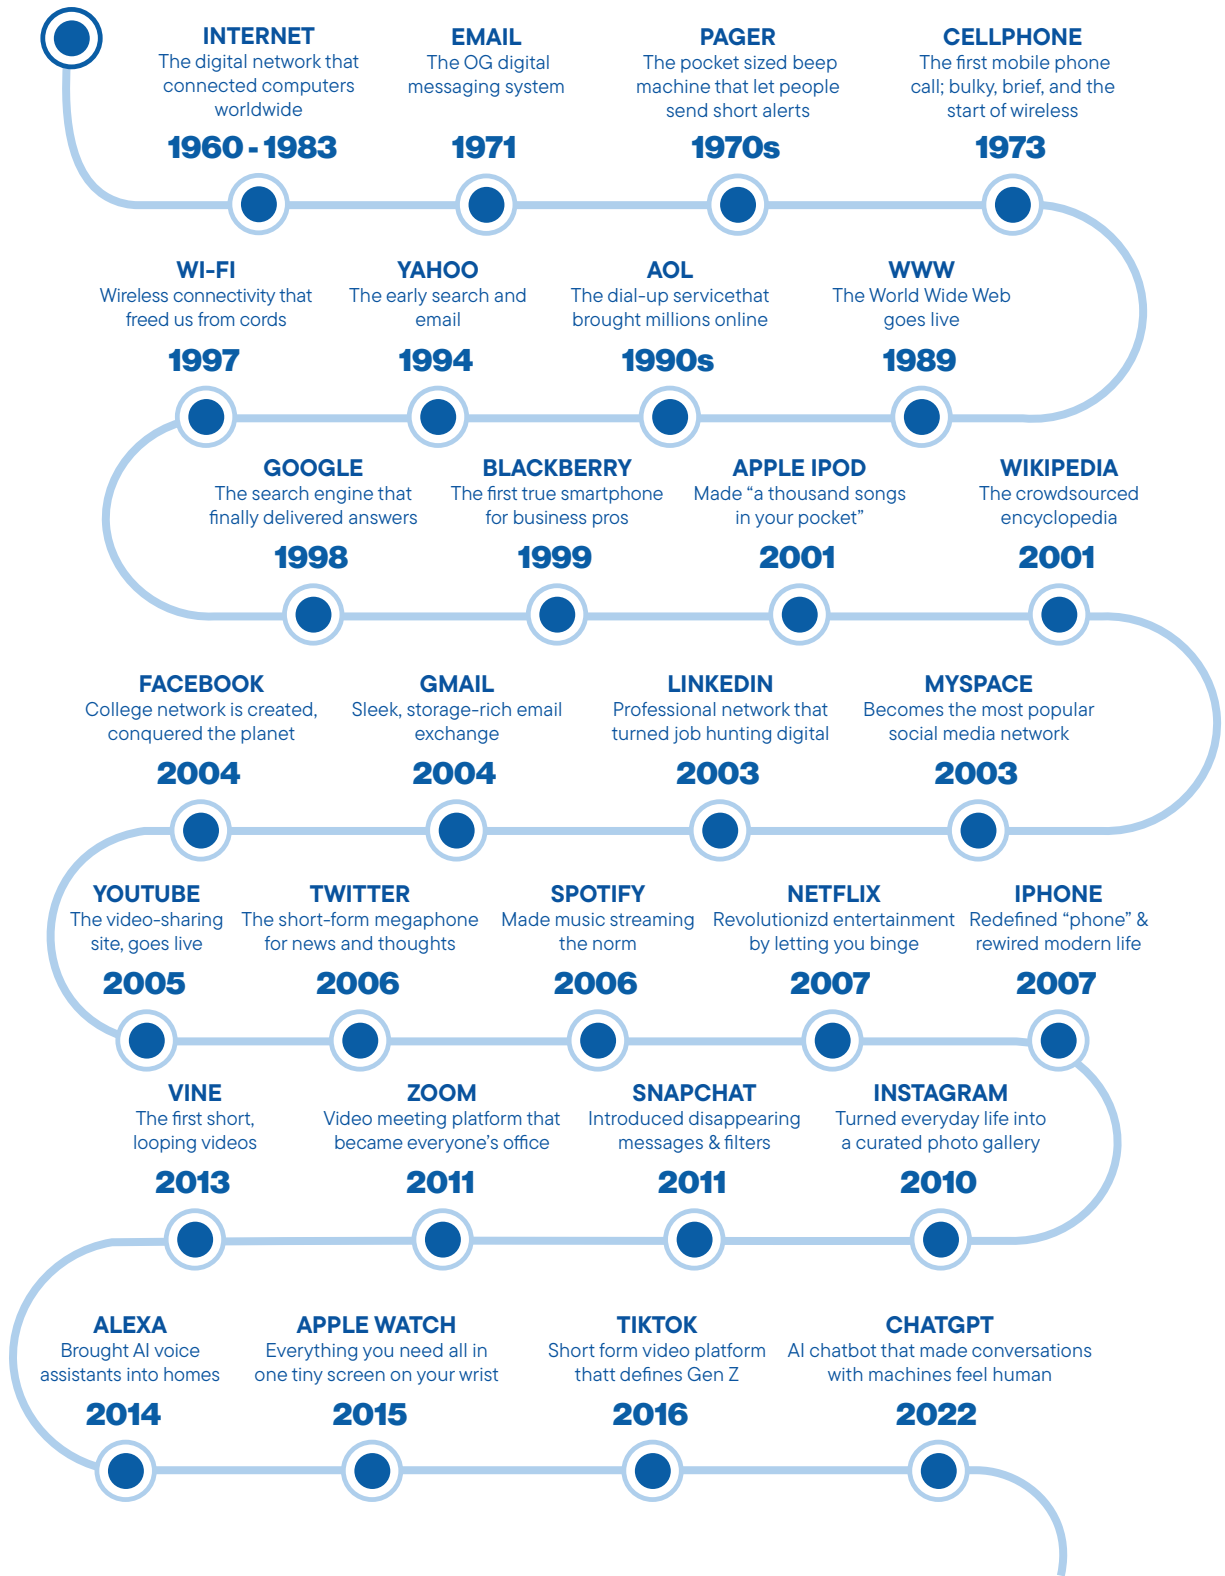 INTERNET
The digital network that
connected computers
worldwide
1960 - 1983
EMAIL
The OG digital
messaging system
1971
PAGER
The pocket sized beep
machine that let people
send short alerts
1970s
CELLPHONE
The first mobile phone
call; bulky, brief, and the
start of wireless
1973
WI-FI
Wireless connectivity that
freed us from cords
1997
YAHOO
The early search and
email
1994
AOL
The dial-up servicethat
brought millions online
1990s
WWW
The World Wide Web
goes live
1989
GOOGLE
The search engine that
finally delivered answers
1998
BLACKBERRY
The first true smartphone
for business pros
1999
APPLE IPOD
Made “a thousand songs
in your pocket”
2001
WIKIPEDIA
The crowdsourced
encyclopedia
2001
FACEBOOK
College network is created,
conquered the planet
2004
GMAIL
Sleek, storage-rich email
exchange
2004
LINKEDIN
Professional network that
turned job hunting digital
2003
MYSPACE
Becomes the most popular
social media network
2003
YOUTUBE
The video-sharing
site, goes live
2005
TWITTER
The short-form megaphone
for news and thoughts
2006
SPOTIFY
Made music streaming
the norm
2006
NETFLIX
Revolutionizd entertainment
by letting you binge
2007
IPHONE
Redefined “phone” &
rewired modern life
2007
VINE
The first short,
looping videos
2013
ZOOM
Video meeting platform that
became everyone’s office
2011
SNAPCHAT
Introduced disappearing
messages & filters
2011
INSTAGRAM
Turned everyday life into
a curated photo gallery
2010
ALEXA
Brought AI voice
assistants into homes
2014
APPLE WATCH
Everything you need all in
one tiny screen on your wrist
2015
TIKTOK
Short form video platform
thatt defines Gen Z
2016
CHATGPT
AI chatbot that made conversations
with machines feel human
2022